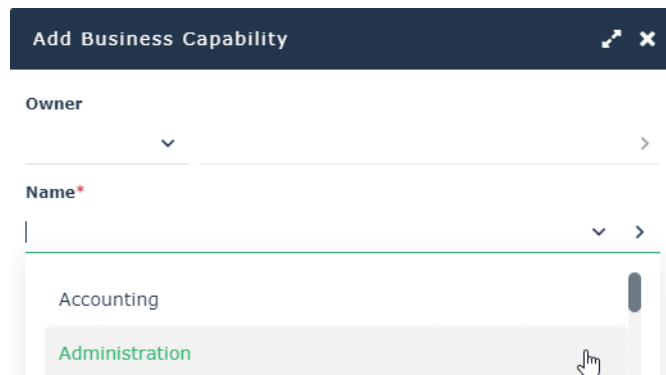 Add Business Capability
Owner
Name*
Accounting
Administration